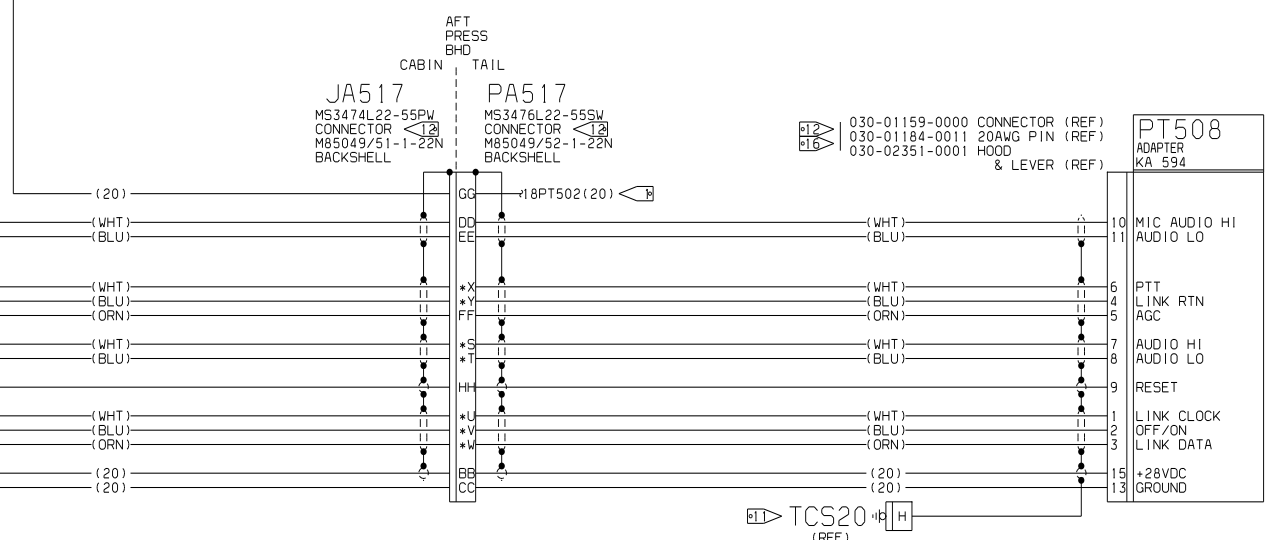 AFT
PRESS
BHD
CABIN TAIL
JA517
MS3474L22-55PW
CONNECTOR 12
M85049/51-1-22N
BACKSHELL
PA517
MS3476L22-55SW
CONNECTOR 12
M85049/52-1-22N
BACKSHELL
12 030-01159-0000 CONNECTOR (REF)
16 030-01184-0011 20AWG PIN (REF)
030-02351-0001 HOOD
& LEVER (REF)
PT508
ADAPTER
KA 594
(20) GG 18PT502(20)
(WHT) DD (WHT) 10 MIC AUDIO HI
(BLU) EE (BLU) 11 AUDIO LO
(WHT) *X (WHT) 6 PTT
(BLU) *Y (BLU) 4 LINK RTN
(ORN) FF (ORN) 5 AGC
(WHT) *S (WHT) 7 AUDIO HI
(BLU) *T (BLU) 8 AUDIO LO
HH 9 RESET
(WHT) *U (WHT) 1 LINK CLOCK
(BLU) *V (BLU) 2 OFF/ON
(ORN) *W (ORN) 3 LINK DATA
(20) BB (20) 15 +28VDC
(20) CC (20) 13 GROUND
11 TCS20 H
(REF)